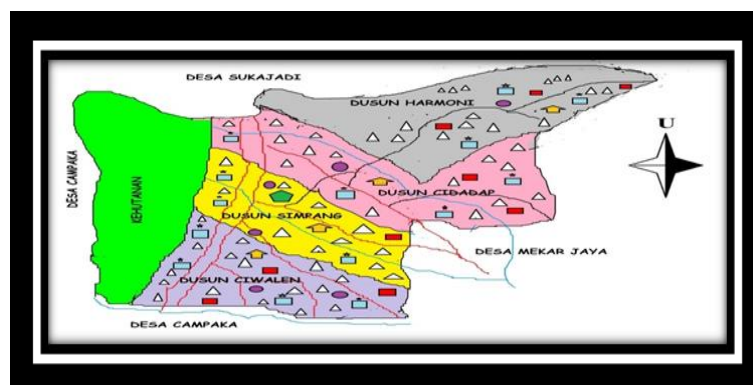 DESA SUKAJADI
DUSUN HARMONI
DESA CAMPAKA
KEHUTANAN
U
DUSUN CIDADAP
DUSUN SIMPANG
DESA MEKAR JAYA
DUSUN CIWALEN
DESA CAMPAKA